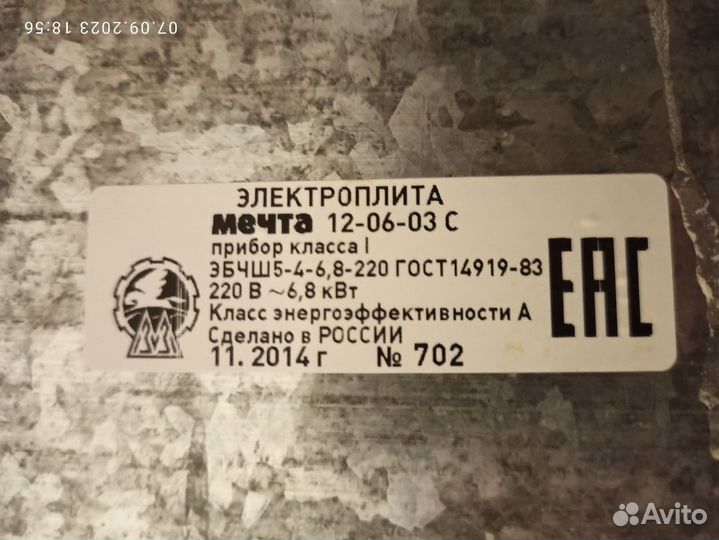 07.09.2023 18:56
ЭЛЕКТРОПЛИТА
мечта 12-06-03 С
прибор класса I
ЭБЧШ5-4-6,8-220 ГОСТ14919-83
220 В ~6,8 кВт
Класс энергоэффективности А
Сделано в РОССИИ
11. 2014 г № 702
ЕАС
Avito